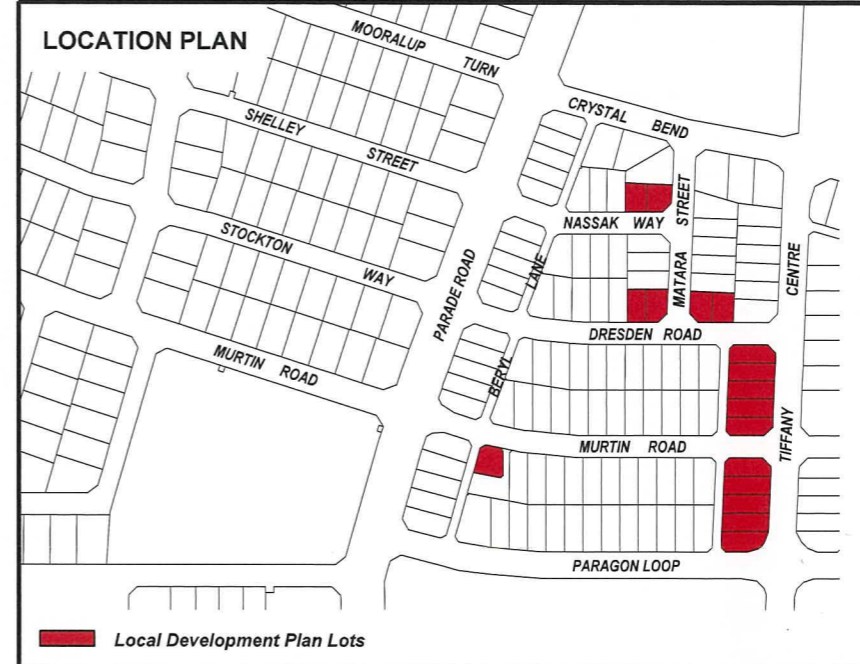 LOCATION PLAN
MOORALUP TURN
SHELLEY STREET
CRYSTAL BEND
STOCKTON WAY
NASSAK WAY
MATARA STREET
PARADE ROAD
BERYL LANE
TIFFANY CENTRE
DRESDEN ROAD
MURTIN ROAD
MURTIN ROAD
PARAGON LOOP
Local Development Plan Lots